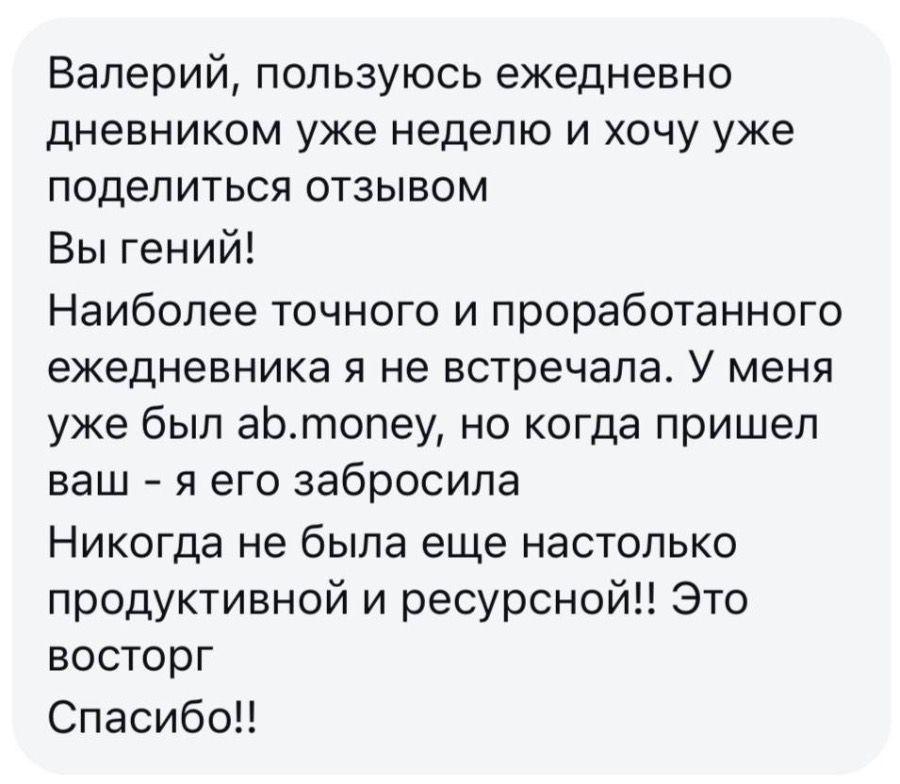 Валерий, пользуюсь ежедневно
дневником уже неделю и хочу уже
поделиться отзывом
Вы гений!
Наиболее точного и проработанного
ежедневника я не встречала. У меня
уже был ab.money, но когда пришел
ваш - я его забросила
Никогда не была еще настолько
продуктивной и ресурсной!! Это
восторг
Спасибо!!